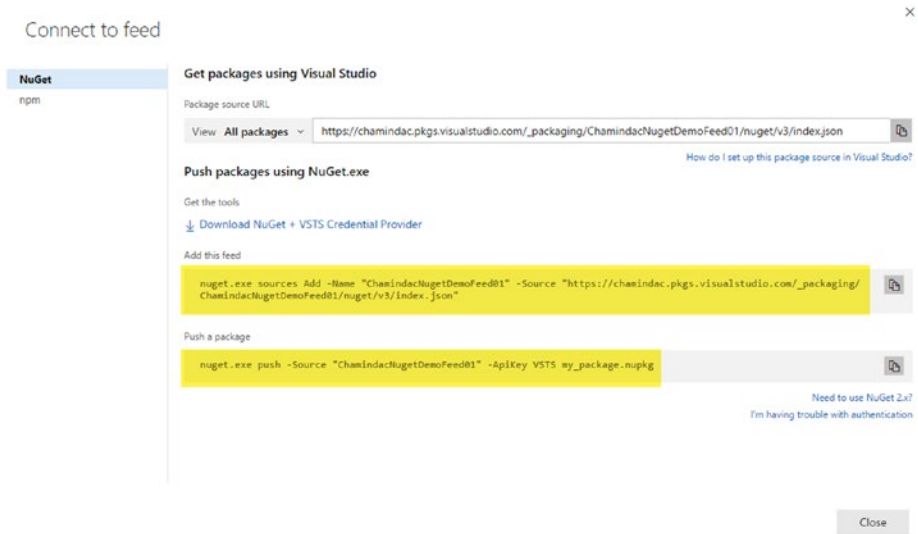 Connect to feed
NuGet
npm
Get packages using Visual Studio
Package source URL
View All packages https://chamindac.pkgs.visualstudio.com/_packaging/ChamindacNugetDemoFeed01/nuget/v3/index.json
How do I set up this package source in Visual Studio?
Push packages using NuGet.exe
Get the tools
Download NuGet + VSTS Credential Provider
Add this feed
nuget.exe sources Add -Name "ChamindacNugetDemoFeed01" -Source "https://chamindac.pkgs.visualstudio.com/_packaging/
ChamindacNugetDemoFeed01/nuget/v3/index.json"
Push a package
nuget.exe push -Source "ChamindacNugetDemoFeed01" -ApiKey VSTS my_package.nupkg
Need to use NuGet 2.x?
I'm having trouble with authentication
Close